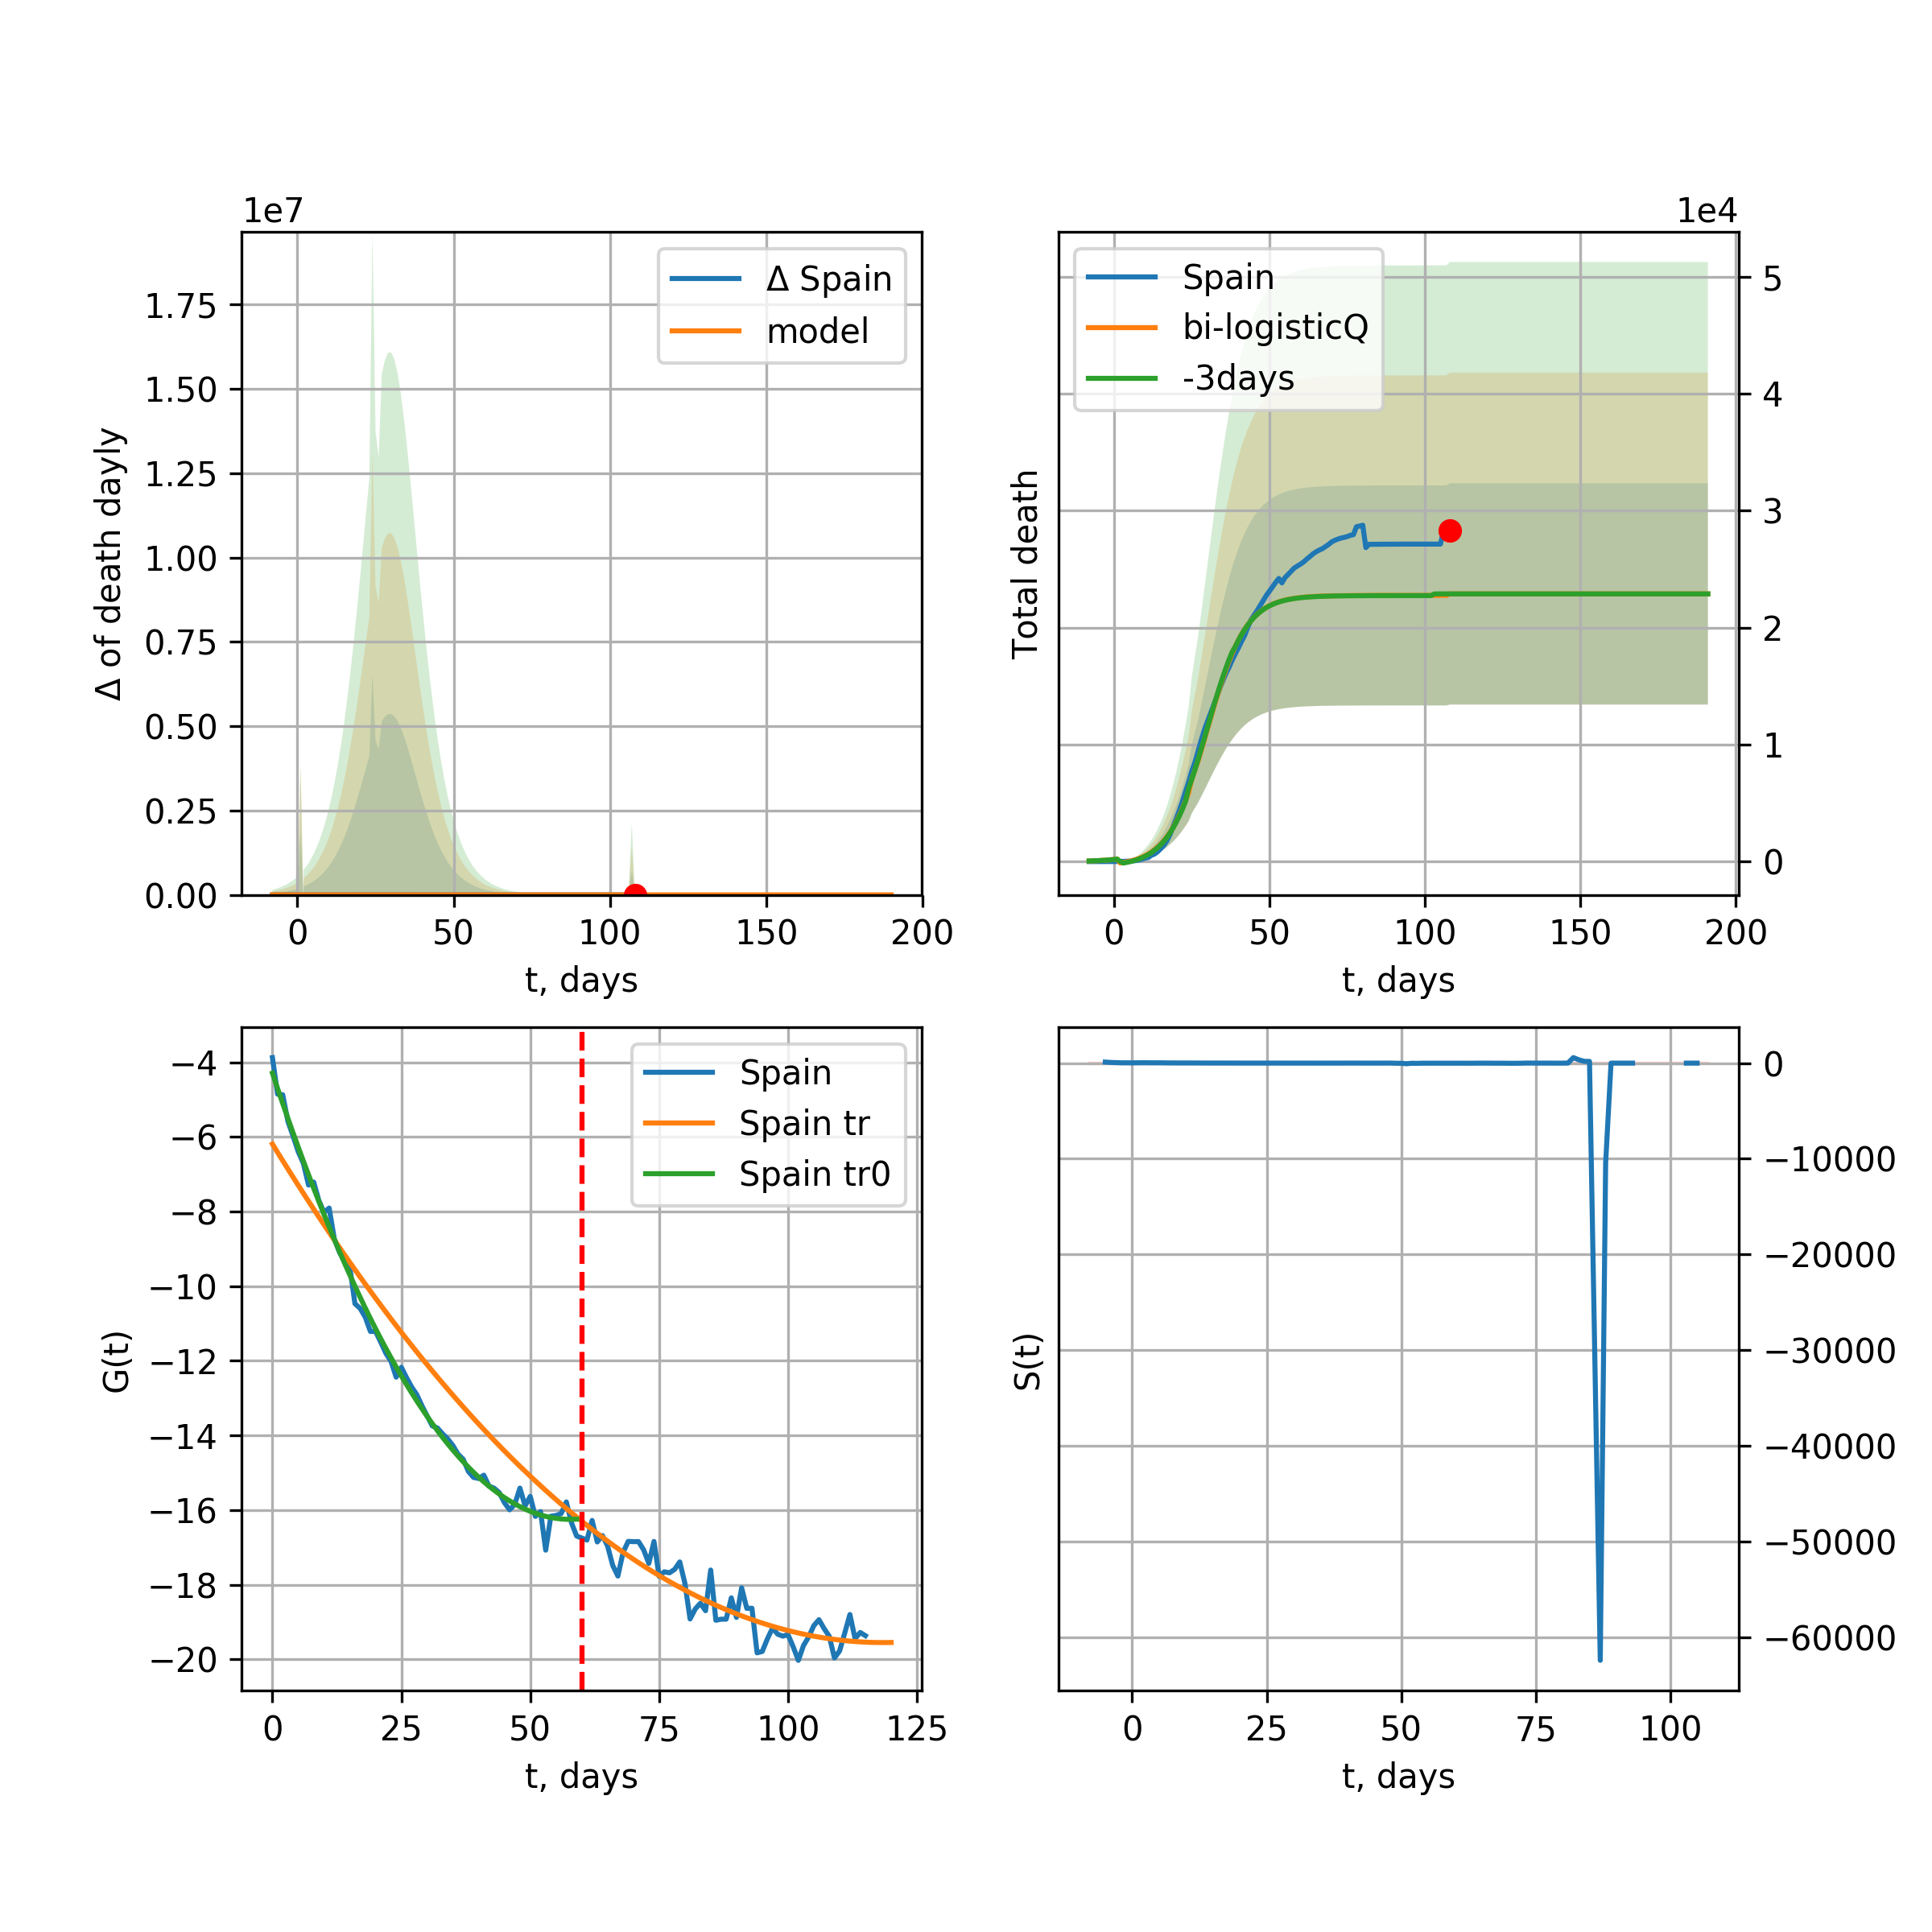 1e7
Δ of death dayly
1.75
1.50
1.25
1.00
0.75
0.50
0.25
0.00
Δ Spain
model
0 50 100 150 200
t, days
1e4
Total death
Spain
bi-logisticQ
-3days
5
4
3
2
1
0
0 50 100 150 200
t, days
G(t)
−4
−6
−8
−10
−12
−14
−16
−18
−20
Spain
Spain tr
Spain tr0
0 25 50 75 100 125
t, days
S(t)
0
−10000
−20000
−30000
−40000
−50000
−60000
0 25 50 75 100
t, days